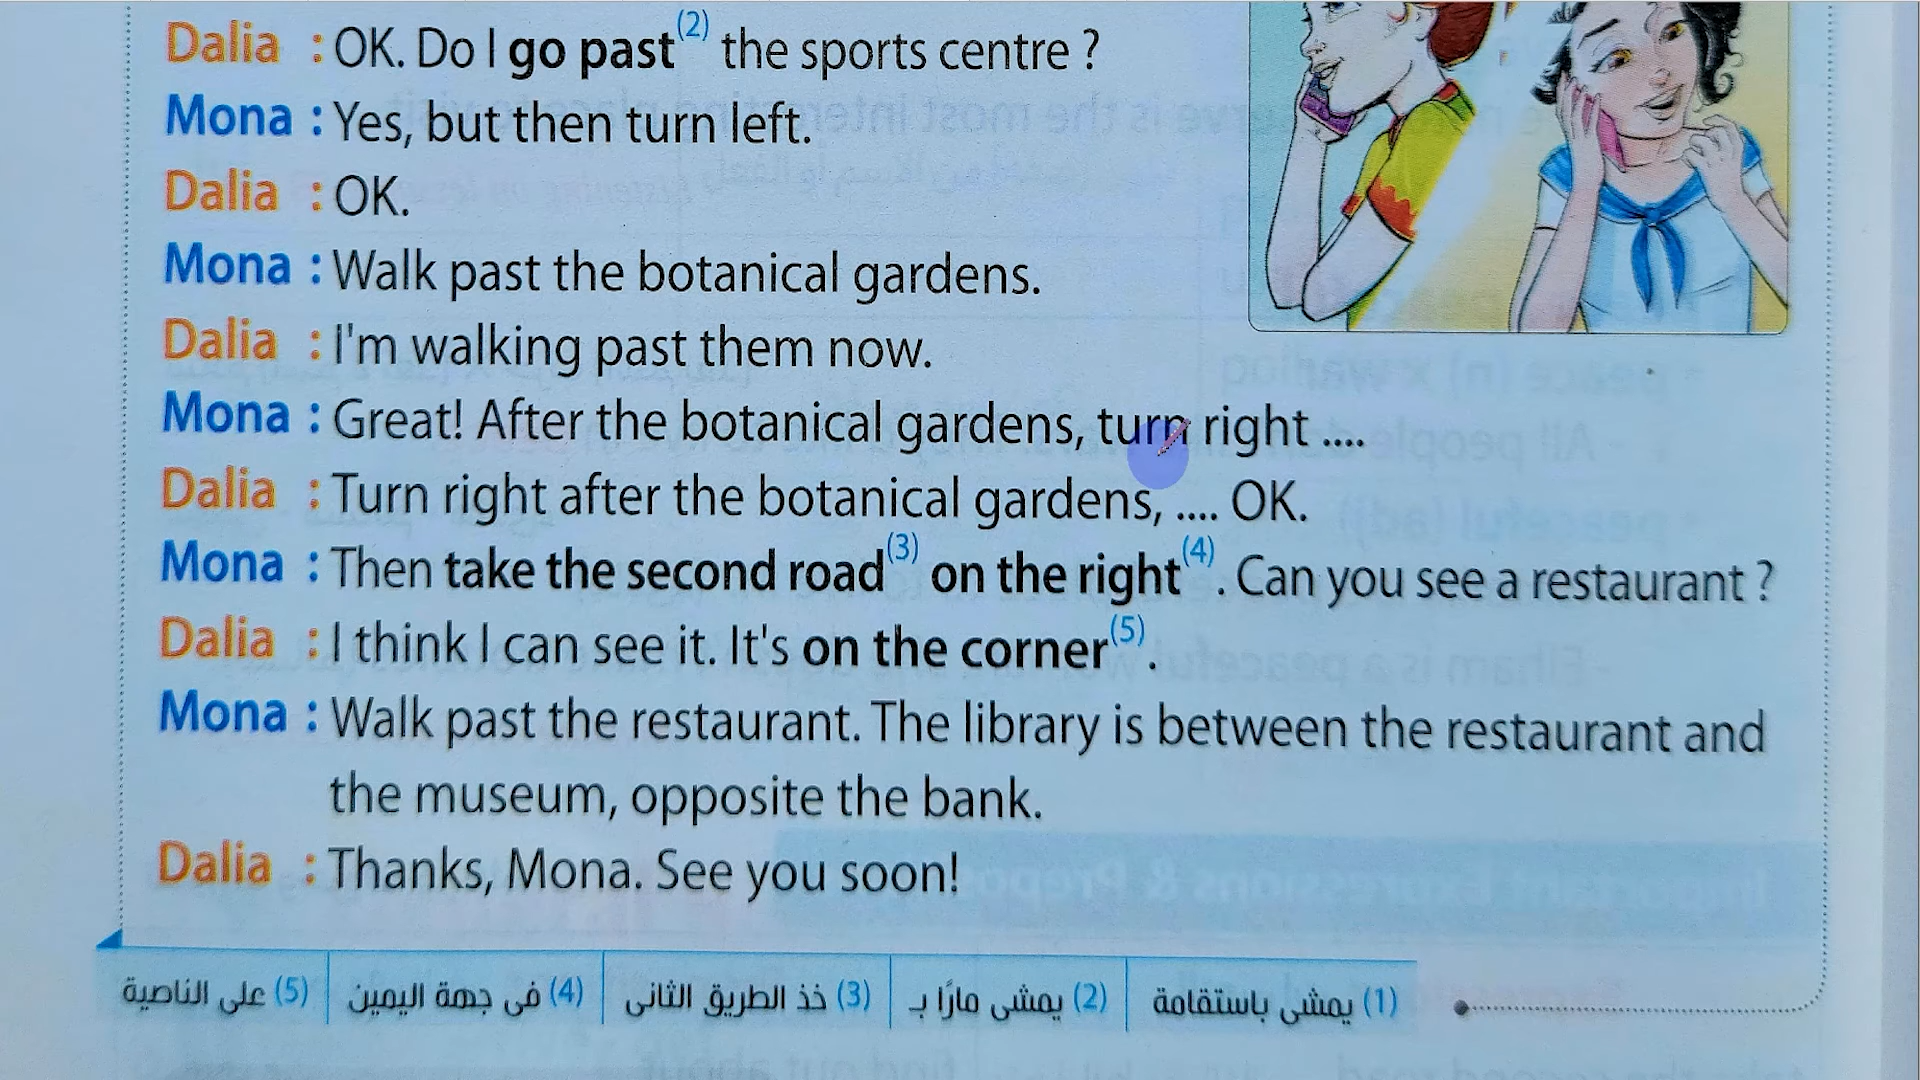 Dalia : OK. Do I go past(2) the sports centre ?
Mona : Yes, but then turn left.
Dalia : OK.
Mona : Walk past the botanical gardens.
Dalia : I'm walking past them now.
Mona : Great! After the botanical gardens, turn right ....
Dalia : Turn right after the botanical gardens, .... OK.
Mona : Then take the second road(3) on the right(4). Can you see a restaurant ?
Dalia : I think I can see it. It's on the corner(5).
Mona : Walk past the restaurant. The library is between the restaurant and
the museum, opposite the bank.
Dalia : Thanks, Mona. See you soon!
(1) يمشى باستقامة (2) يمشى مارًا بـ (3) خذ الطريق الثانى (4) فى جهة اليمين (5) على الناصية